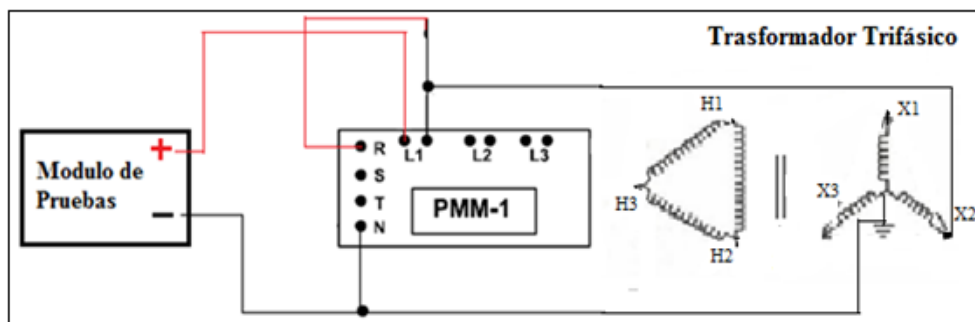 Trasformador Trifásico
Modulo de
Pruebas
+
−
R
S
T
N
L1
L2
L3
PMM-1
H1
H3
H2
X1
X3
X2